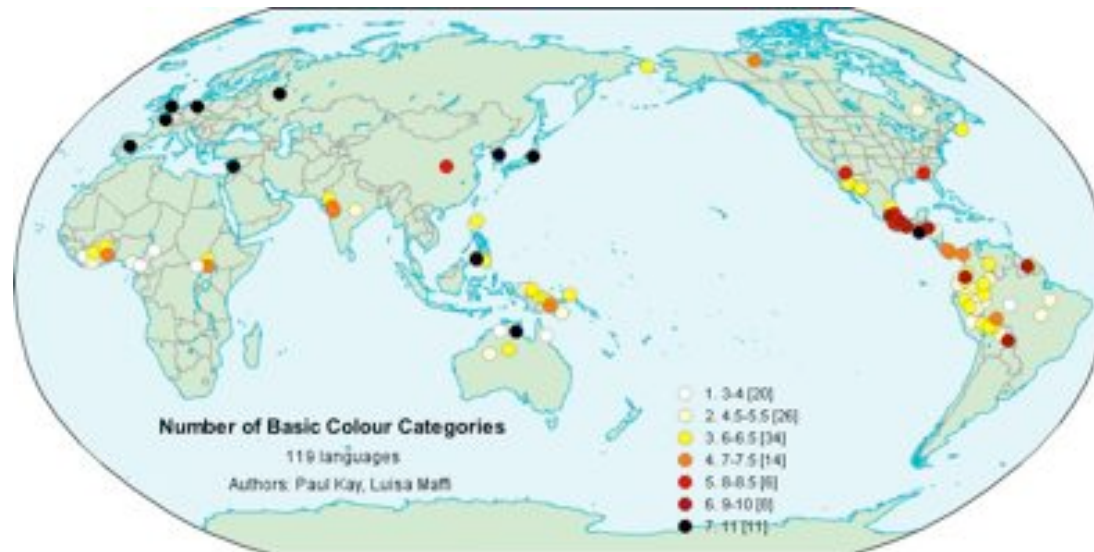 Number of Basic Colour Categories
119 languages
Authors: Paul Kay, Luisa Maffi
1. 3-4 [20]
2. 4.5-5.5 [26]
3. 6-6.5 [34]
4. 7-7.5 [14]
5. 8-8.5 [6]
6. 9-10 [8]
7. 11 [11]